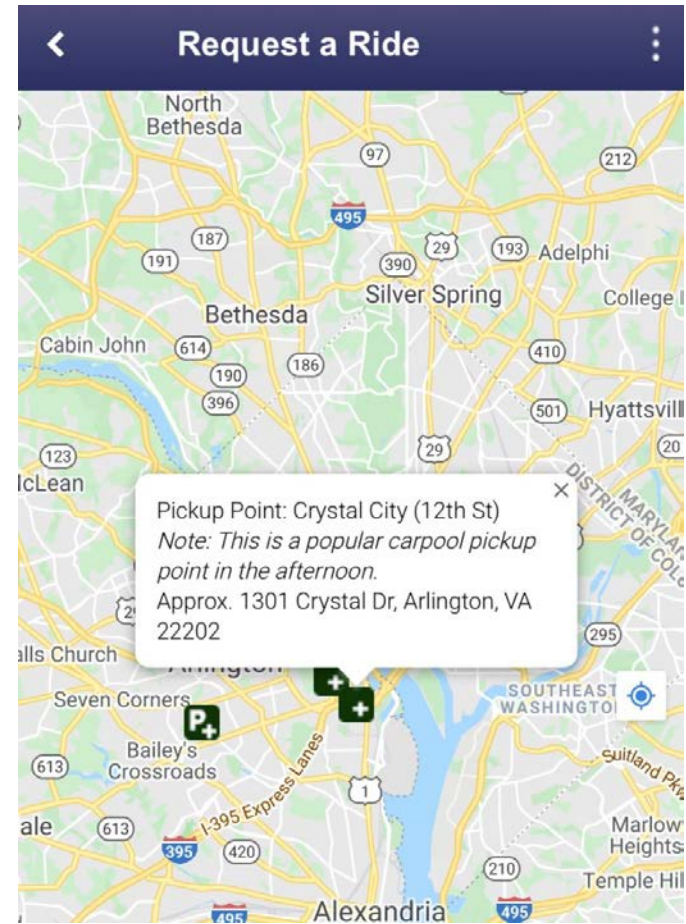 Request a Ride
North
Bethesda
97
212
495
187
29
193
Adelphi
191
390
Silver Spring
College
Bethesda
Cabin John
614
410
186
190
396
501
Hyattsvill
29
123
20
cLean
DISTRICT OF COL
MARYLAN
Pickup Point: Crystal City (12th St)
Note: This is a popular carpool pickup
point in the afternoon.
Approx. 1301 Crystal Dr, Arlington, VA
22202
295
alls Church
Arlington
SOUTHEAST
WASHINGTO
Seven Corners
P+
Bailey's
Crossroads
613
1
Suitland Pkw
I-395 Express Lanes
ale
613
395
420
Marlow
Heights
210
Temple Hil
495
Alexandria
495